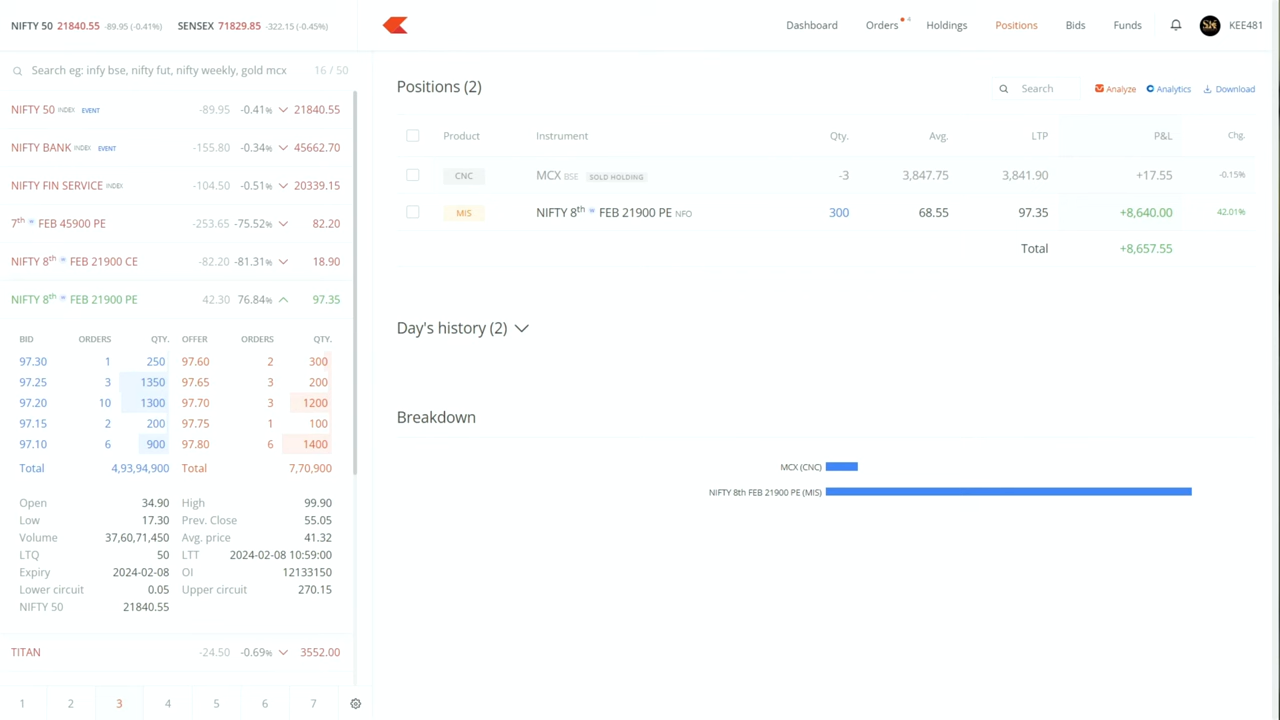 NIFTY 50 21840.55 -89.95 (-0.41%) SENSEX 71829.85 -322.15 (-0.45%)
Dashboard Orders 4 Holdings Positions Bids Funds KEE481
Search eg: infy bse, nifty fut, nifty weekly, gold mcx 16 / 50
NIFTY 50 INDEX EVENT -89.95 -0.41% 21840.55
NIFTY BANK INDEX EVENT -155.80 -0.34% 45662.70
NIFTY FIN SERVICE INDEX -104.50 -0.51% 20339.15
7th w FEB 45900 PE -253.65 -75.52% 82.20
NIFTY 8th w FEB 21900 CE -82.20 -81.31% 18.90
NIFTY 8th w FEB 21900 PE 42.30 76.84% 97.35
BID ORDERS QTY. OFFER ORDERS QTY.
97.30 1 250 97.60 2 300
97.25 3 1350 97.65 3 200
97.20 10 1300 97.70 3 1200
97.15 2 200 97.75 1 100
97.10 6 900 97.80 6 1400
Total 4,93,94,900 Total 7,70,900
Open 34.90 High 99.90
Low 17.30 Prev. Close 55.05
Volume 37,60,71,450 Avg. price 41.32
LTQ 50 LTT 2024-02-08 10:59:00
Expiry 2024-02-08 OI 12133150
Lower circuit 0.05 Upper circuit 270.15
NIFTY 50 21840.55
TITAN -24.50 -0.69% 3552.00
1 2 3 4 5 6 7
Positions (2)
Search Analyze Analytics Download
Product Instrument Qty. Avg. LTP P&L Chg.
CNC MCX BSE SOLD HOLDING -3 3,847.75 3,841.90 +17.55 -0.15%
MIS NIFTY 8th w FEB 21900 PE NFO 300 68.55 97.35 +8,640.00 42.01%
Total +8,657.55
Day's history (2)
Breakdown
MCX (CNC)
NIFTY 8th FEB 21900 PE (MIS)